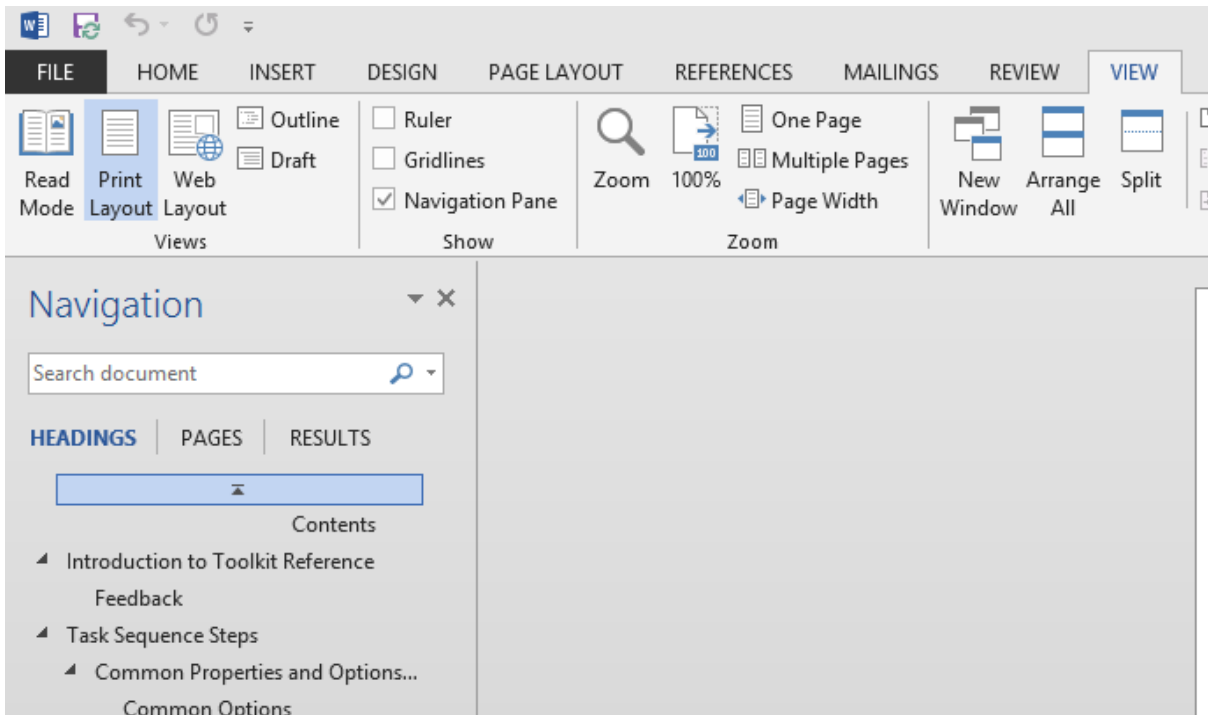 FILE HOME INSERT DESIGN PAGE LAYOUT REFERENCES MAILINGS REVIEW VIEW
Read Mode
Print Layout
Web Layout
Outline
Draft
Views
Ruler
Gridlines
Navigation Pane
Show
Zoom
100
100%
One Page
Multiple Pages
Page Width
Zoom
New Window
Arrange All
Split
Navigation
Search document
HEADINGS PAGES RESULTS
Contents
Introduction to Toolkit Reference
Feedback
Task Sequence Steps
Common Properties and Options...
Common Options